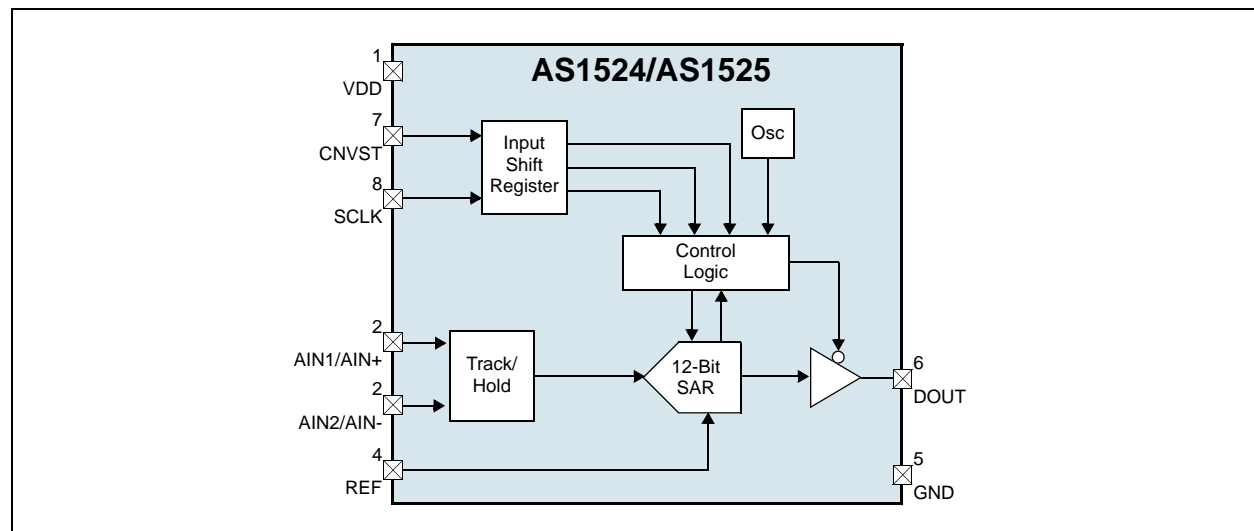 AS1524/AS1525
1
VDD
7
CNVST
8
SCLK
Input
Shift
Register
Osc
Control
Logic
2
AIN1/AIN+
2
AIN2/AIN-
Track/
Hold
12-Bit
SAR
6
DOUT
4
REF
5
GND